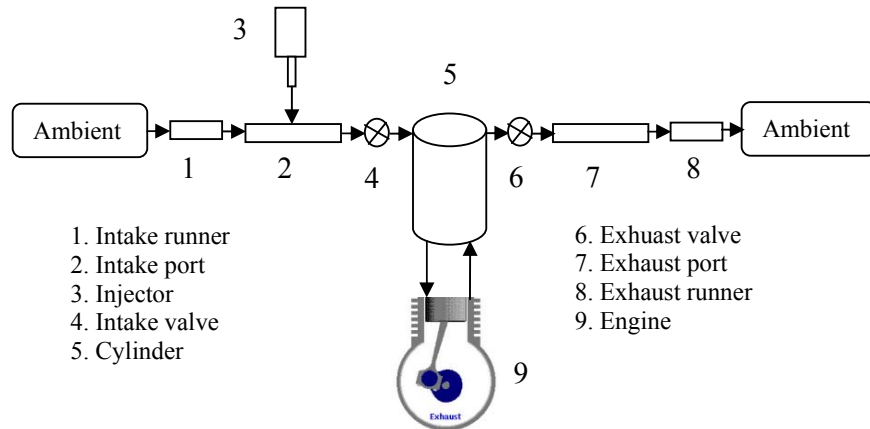 3
5
Ambient
Ambient
1
2
4
6
7
8
1. Intake runner
2. Intake port
3. Injector
4. Intake valve
5. Cylinder
6. Exhuast valve
7. Exhaust port
8. Exhaust runner
9. Engine
9
Exhaust